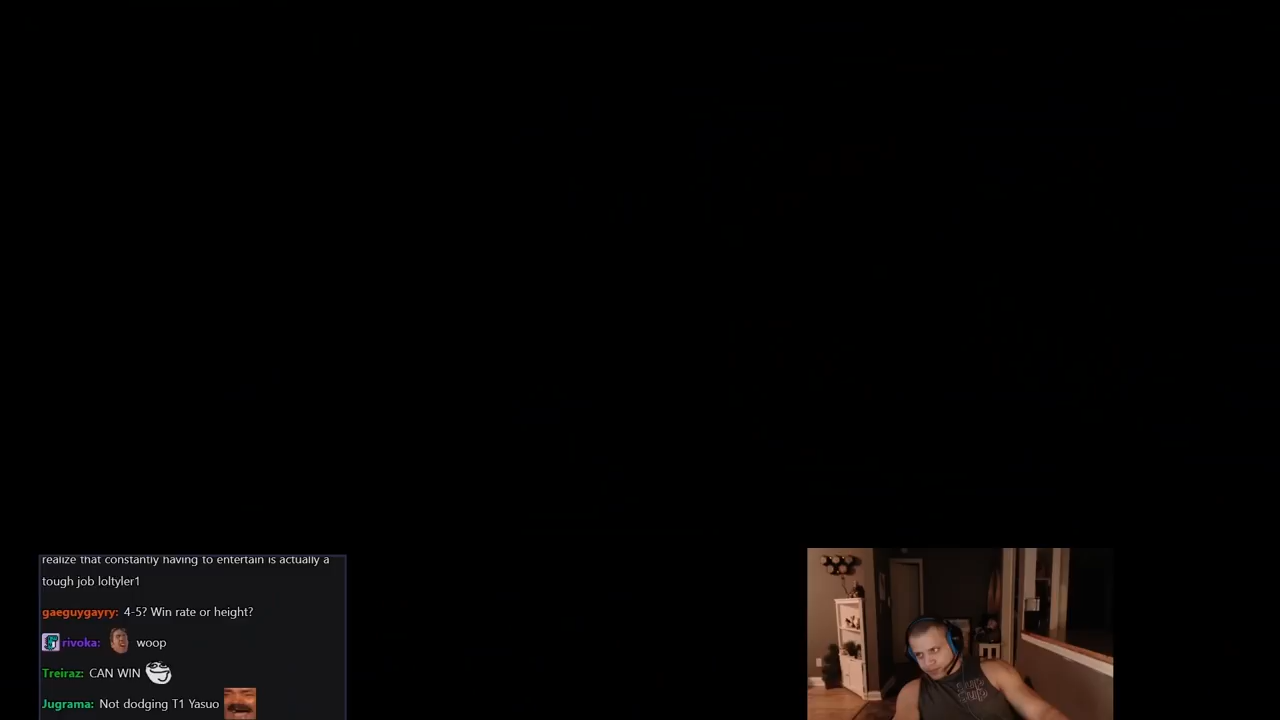 realize that constantly having to entertain is actually a
tough job loltyler1
gaeguygayry: 4-5? Win rate or height?
rivoka: woop
Treiraz: CAN WIN
Jugrama: Not dodging T1 Yasuo